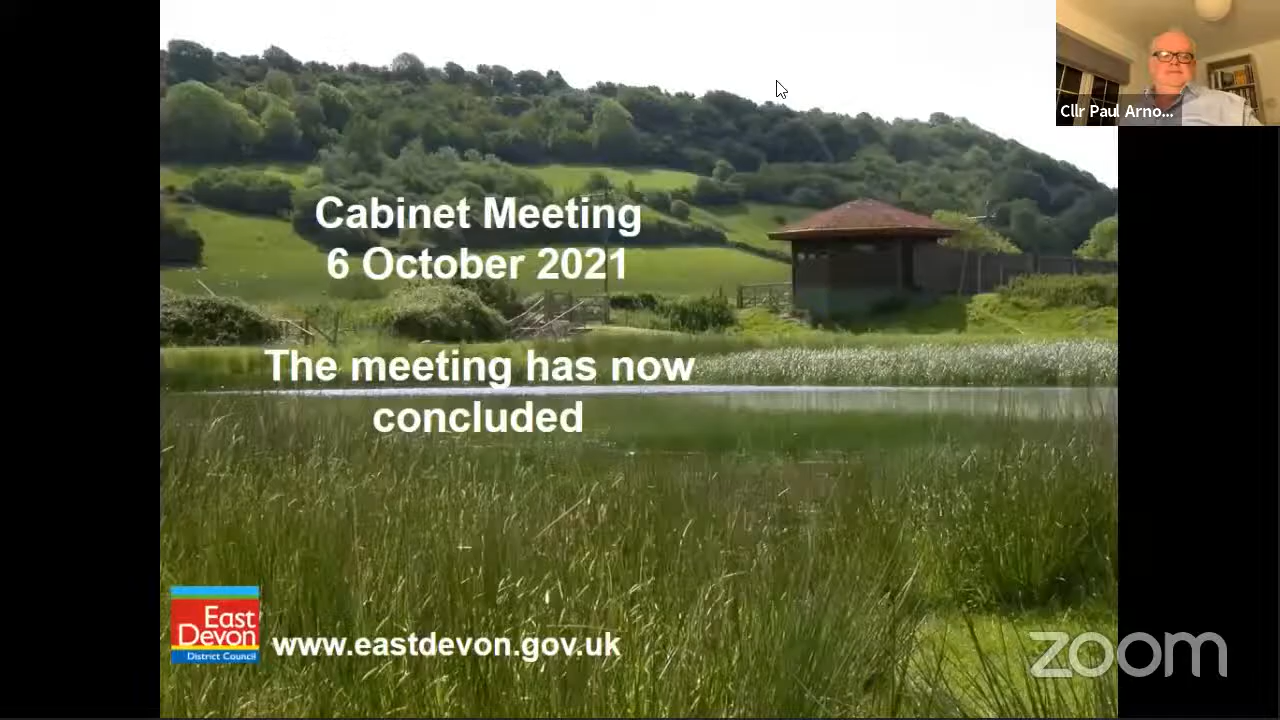 Cllr Paul Arno...
Cabinet Meeting
6 October 2021
The meeting has now
concluded
East
Devon
District Council
www.eastdevon.gov.uk
zoom